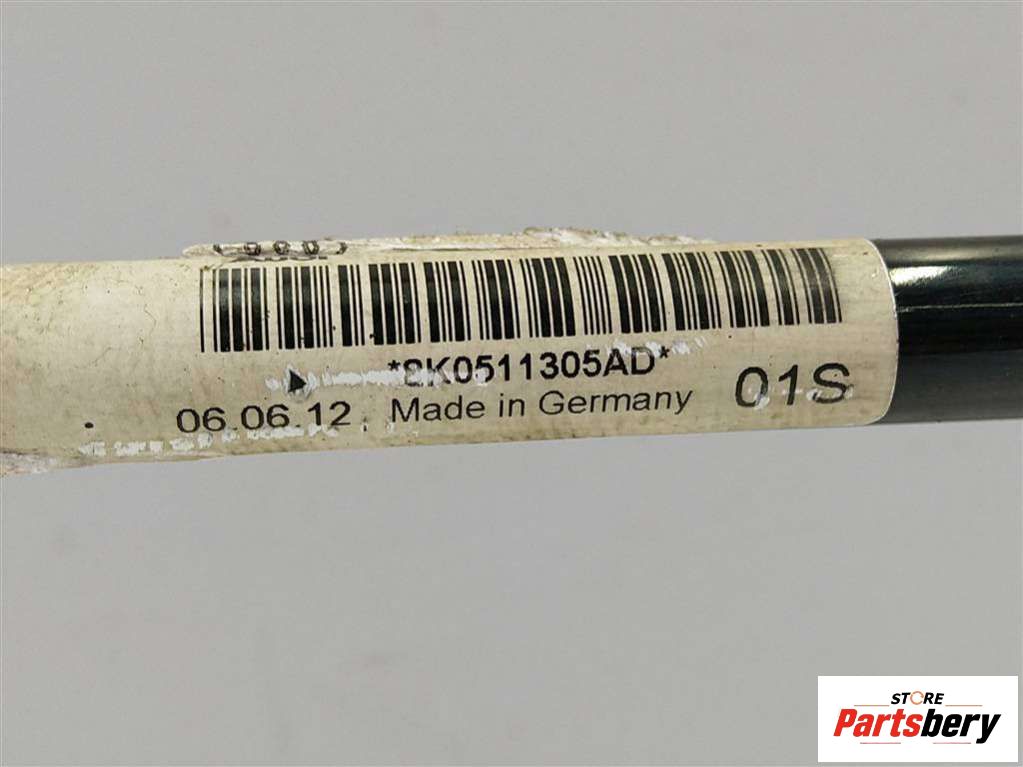 *8K0511305AD*
06.06.12 Made in Germany 01S
STORE
Partsbery